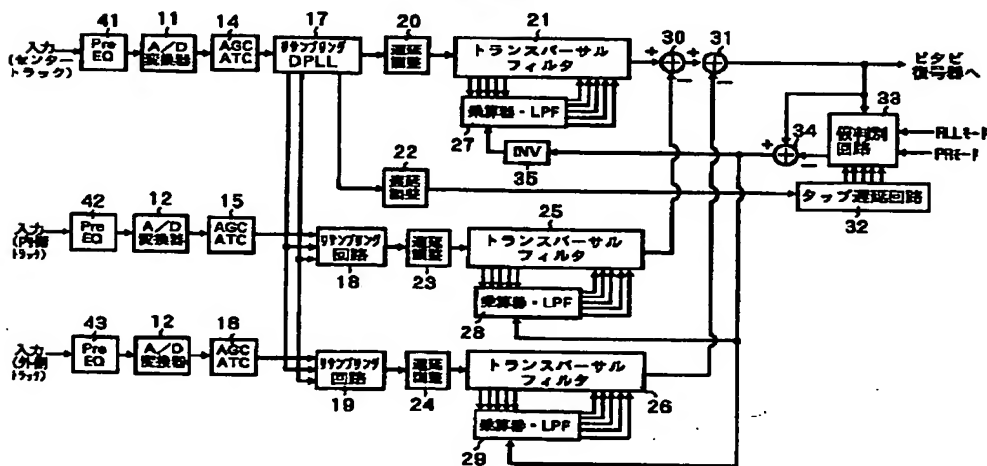 41
11
14
17
20
21
30
31
入力
(センター
トラック)
Pre
EQ
A/D
変換器
AGC
ATC
リサンプリング
DPLL
遅延
調整
トランスバーサル
フィルタ
+
+
−
−
ビタビ
復号器へ
乗算器・LPF
27
INV
35
+
34
−
33
仮判別
回路
RLLモード
PRモード
22
遅延
調整
タップ遅延回路
32
42
12
15
25
入力
(内側
トラック)
Pre
EQ
A/D
変換器
AGC
ATC
リサンプリング
回路
18
遅延
調整
23
トランスバーサル
フィルタ
乗算器・LPF
28
43
12
16
入力
(外側
トラック)
Pre
EQ
A/D
変換器
AGC
ATC
リサンプリング
回路
19
遅延
調整
24
トランスバーサル
フィルタ
26
乗算器・LPF
29